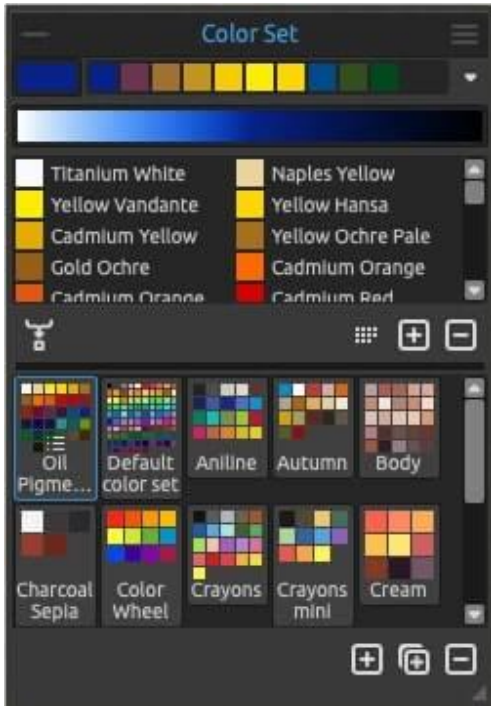 Color Set
Titanium White
Naples Yellow
Yellow Vandante
Yellow Hansa
Cadmium Yellow
Yellow Ochre Pale
Gold Ochre
Cadmium Orange
Cadmium Orange
Cadmium Red
Oil
Pigme...
Default
color set
Aniline
Autumn
Body
Charcoal
Sepia
Color
Wheel
Crayons
Crayons
mini
Cream